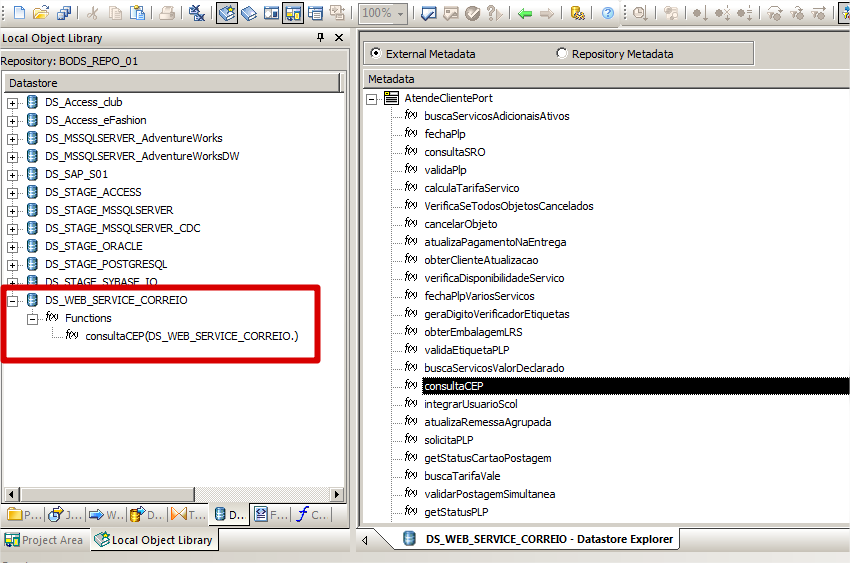 100%
Local Object Library
Repository: BODS_REPO_01
Datastore
DS_Access_club
DS_Access_eFashion
DS_MSSQLSERVER_AdventureWorks
DS_MSSQLSERVER_AdventureWorksDW
DS_SAP_S01
DS_STAGE_ACCESS
DS_STAGE_MSSQLSERVER
DS_STAGE_MSSQLSERVER_CDC
DS_STAGE_ORACLE
DS_STAGE_POSTGRESQL
DS_STAGE_SYBASE_IQ
DS_WEB_SERVICE_CORREIO
f(x) Functions
f(x) consultaCEP(DS_WEB_SERVICE_CORREIO.)
P... J... W... D... T... D... F... C...
Project Area Local Object Library
External Metadata Repository Metadata
Metadata
AtendeClientePort
f(x) buscaServicosAdicionaisAtivos
f(x) fechaPlp
f(x) consultaSRO
f(x) validaPlp
f(x) calculaTarifaServico
f(x) VerificaSeTodosObjetosCancelados
f(x) cancelarObjeto
f(x) atualizaPagamentoNaEntrega
f(x) obterClienteAtualizacao
f(x) verificaDisponibilidadeServico
f(x) fechaPlpVariosServicos
f(x) geraDigitoVerificadorEtiquetas
f(x) obterEmbalagemLRS
f(x) validaEtiquetaPLP
f(x) buscaServicosValorDeclarado
f(x) consultaCEP
f(x) integrarUsuarioScol
f(x) atualizaRemessaAgrupada
f(x) solicitaPLP
f(x) getStatusCartaoPostagem
f(x) buscaTarifaVale
f(x) validarPostagemSimultanea
f(x) getStatusPLP
DS_WEB_SERVICE_CORREIO - Datastore Explorer